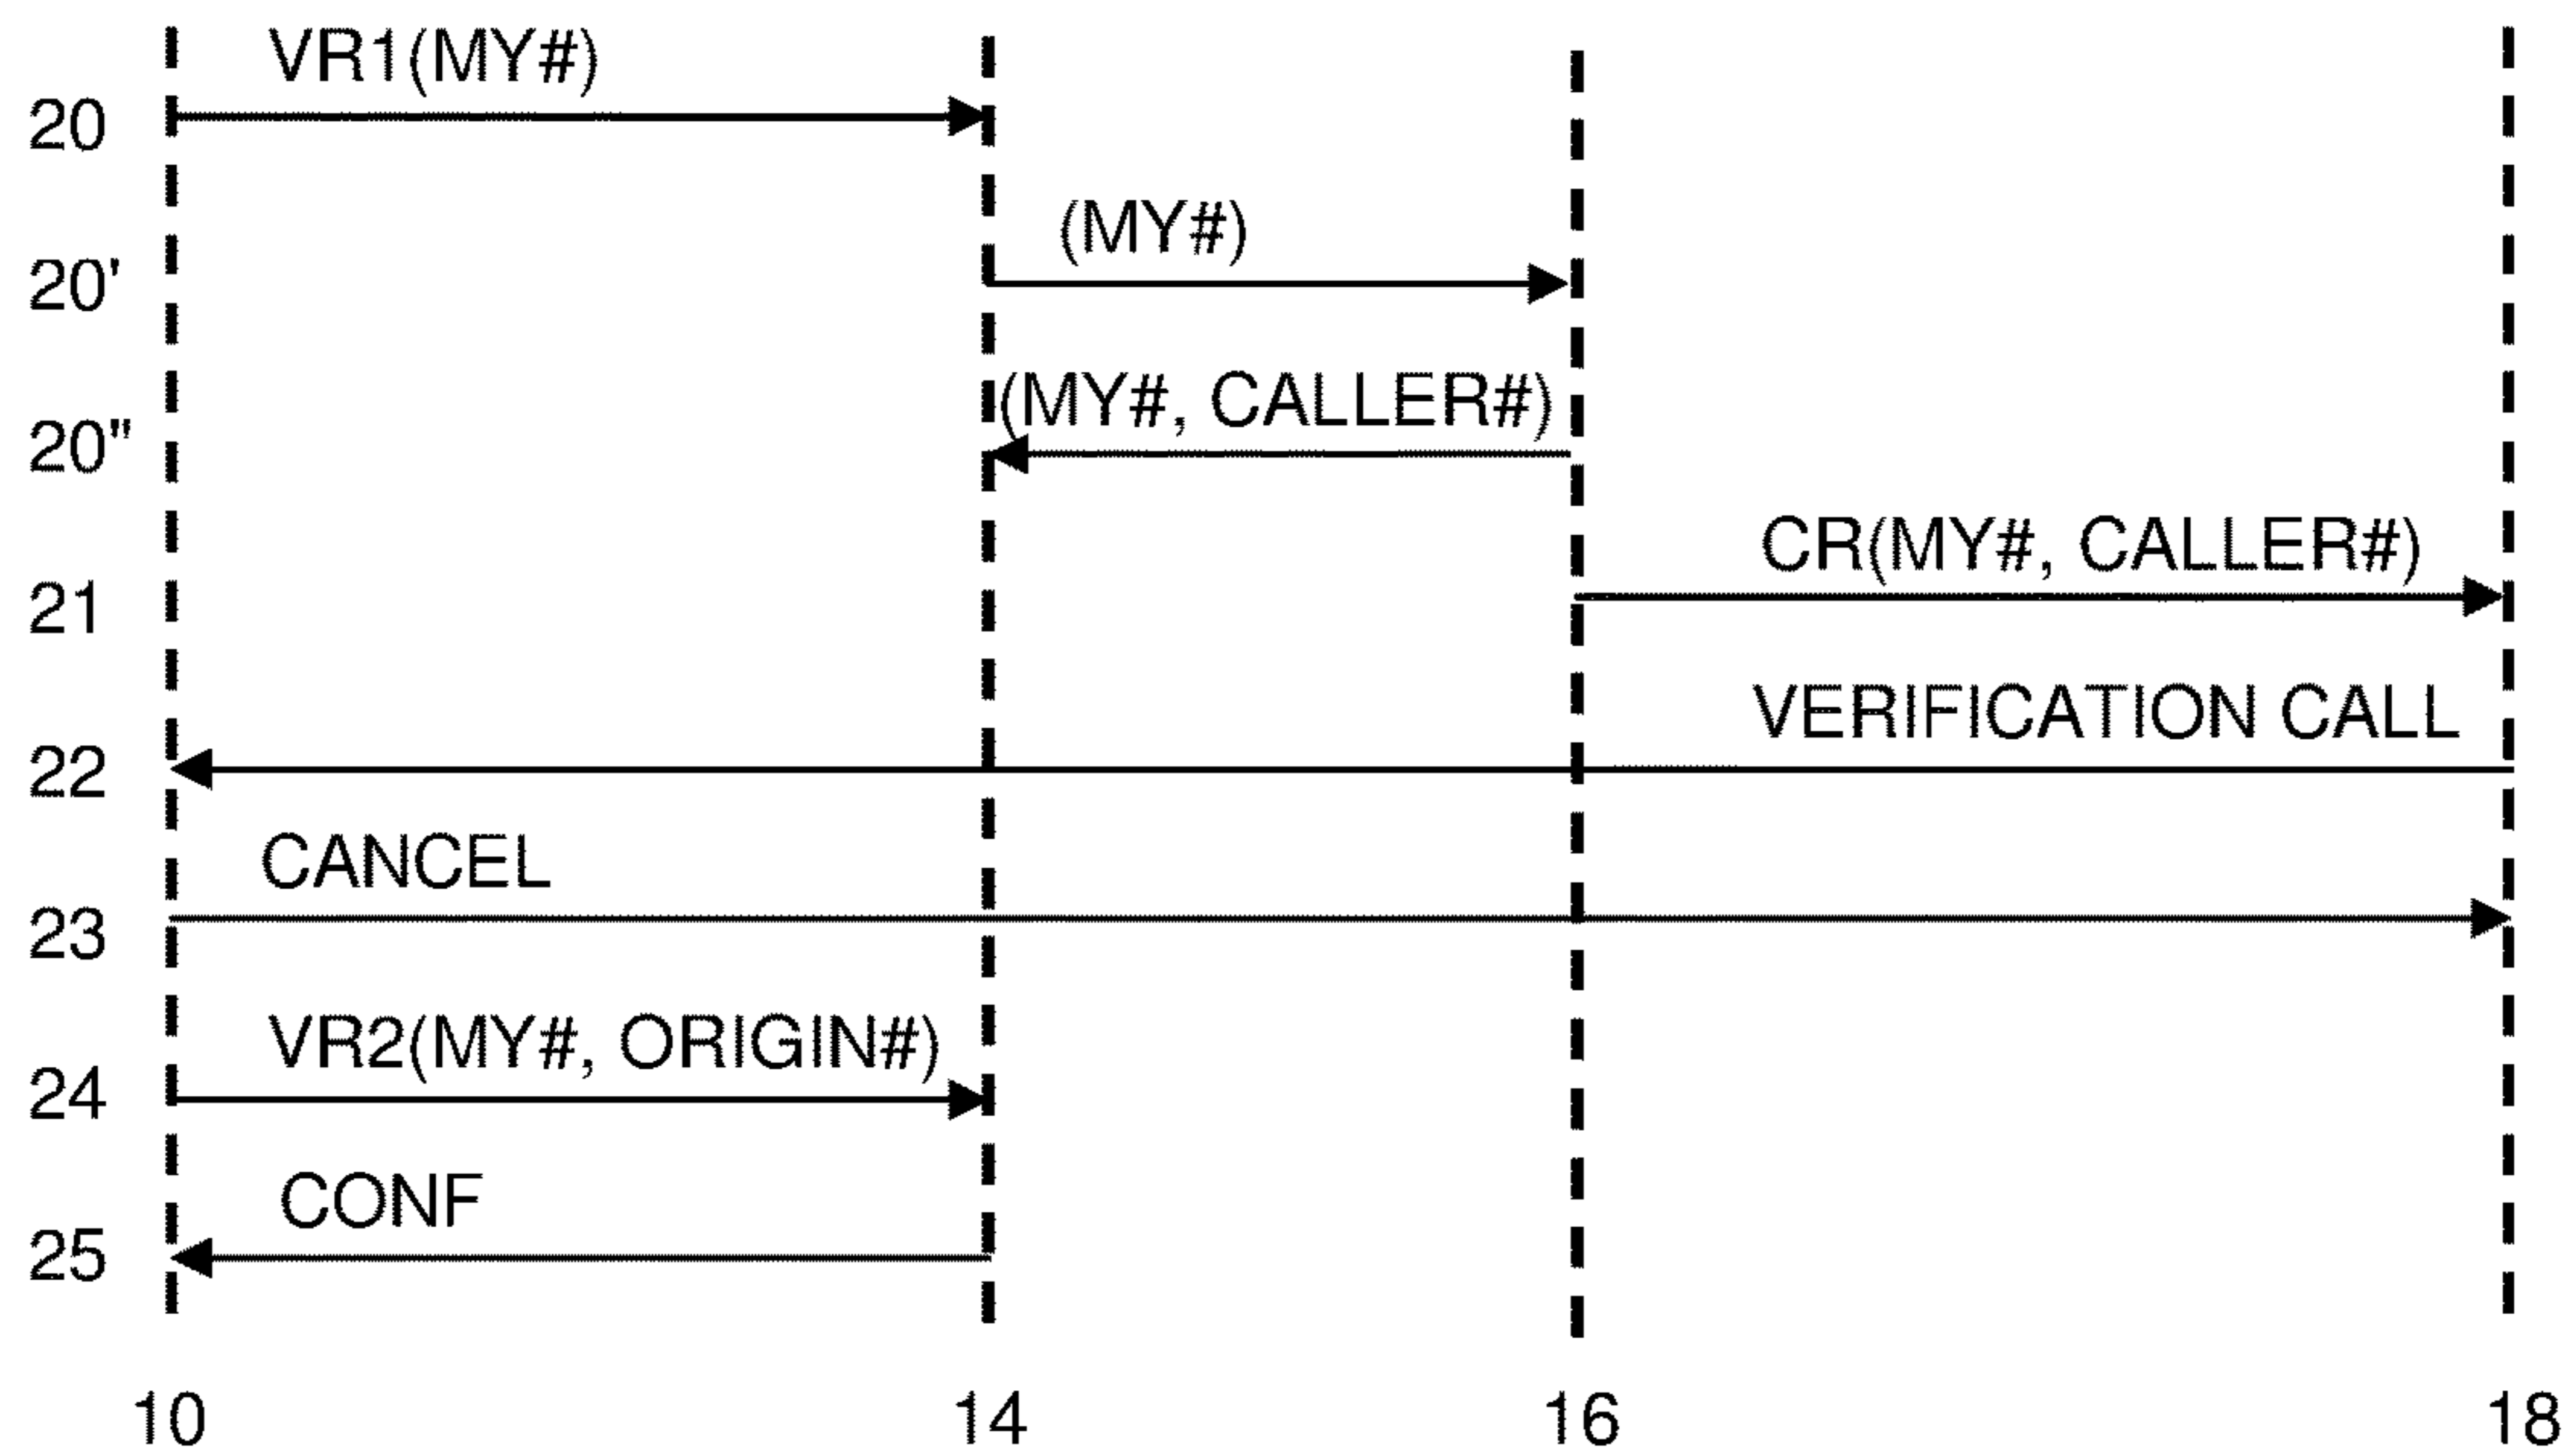 VR1(MY#)
20
(MY#)
20'
(MY#, CALLER#)
20"
CR(MY#, CALLER#)
21
VERIFICATION CALL
22
CANCEL
23
VR2(MY#, ORIGIN#)
24
CONF
25
10 14 16 18